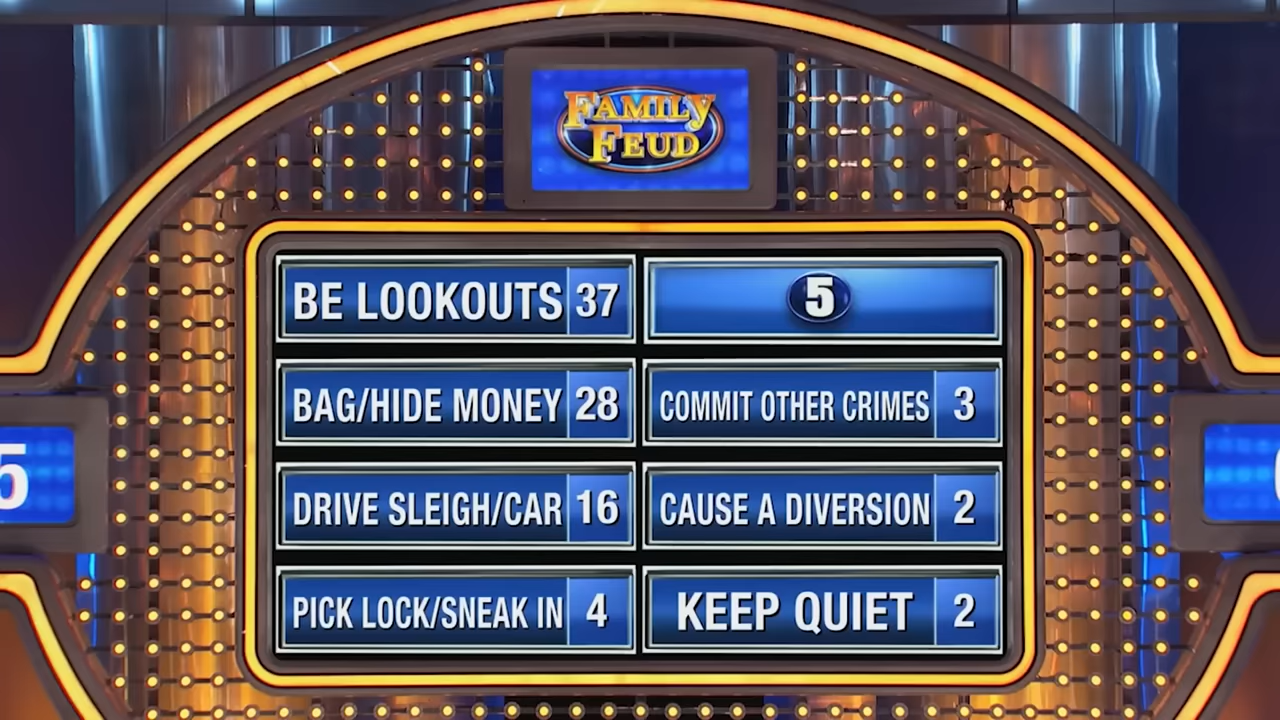 FAMILY
FEUD
BE LOOKOUTS 37
BAG/HIDE MONEY 28
DRIVE SLEIGH/CAR 16
PICK LOCK/SNEAK IN 4
5
COMMIT OTHER CRIMES 3
CAUSE A DIVERSION 2
KEEP QUIET 2
5